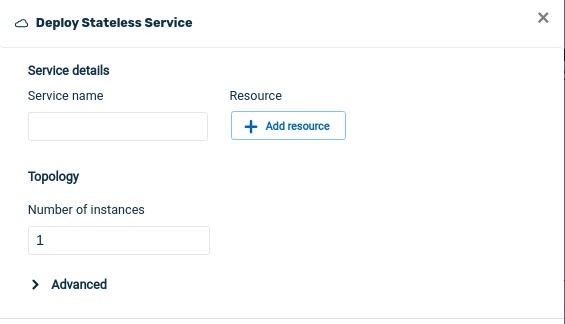 Deploy Stateless Service
Service details
Service name
Resource
Add resource
Topology
Number of instances
1
Advanced